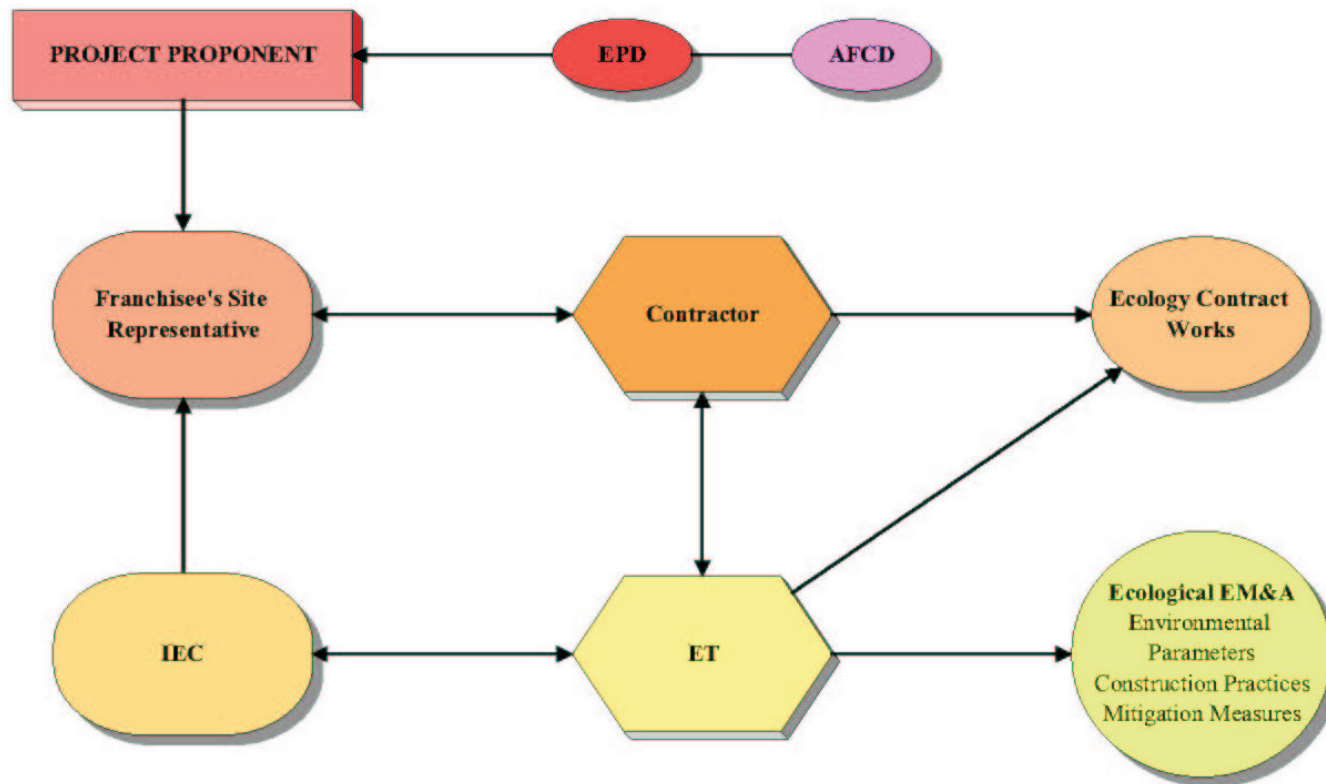 PROJECT PROPONENT
EPD
AFCD
Franchisee's Site
Representative
Contractor
Ecology Contract
Works
IEC
ET
Ecological EM&A
Environmental
Parameters
Construction Practices
Mitigation Measures